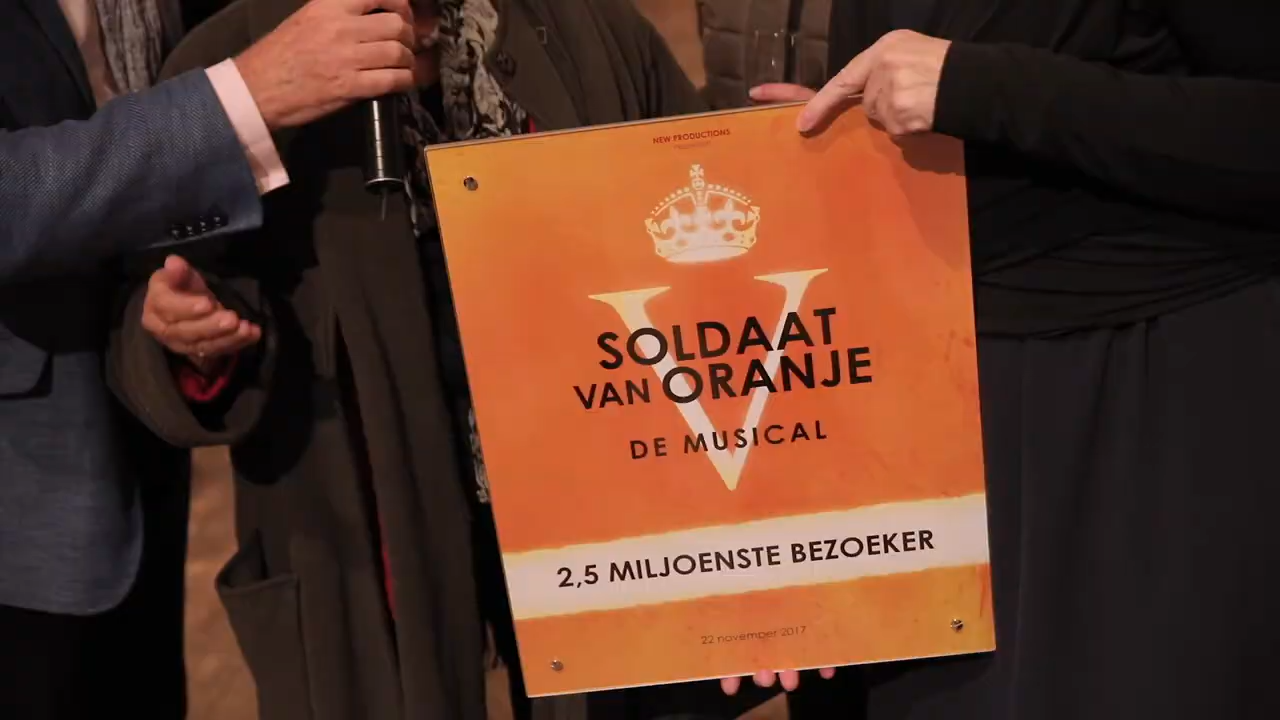 NEW PRODUCTIONS
V
SOLDAAT
VAN ORANJE
DE MUSICAL
2,5 MILJOENSTE BEZOEKER
22 november 2017